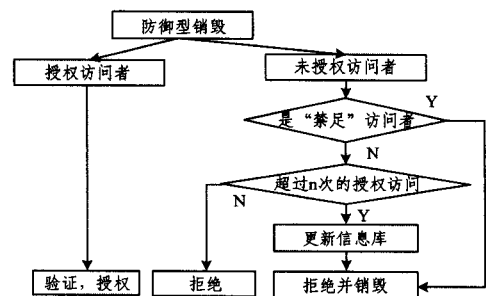 防御型销毁
授权访问者
未授权访问者
是“禁足”访问者
Y
N
超过n次的授权访问
N
Y
更新信息库
验证，授权
拒绝
拒绝并销毁